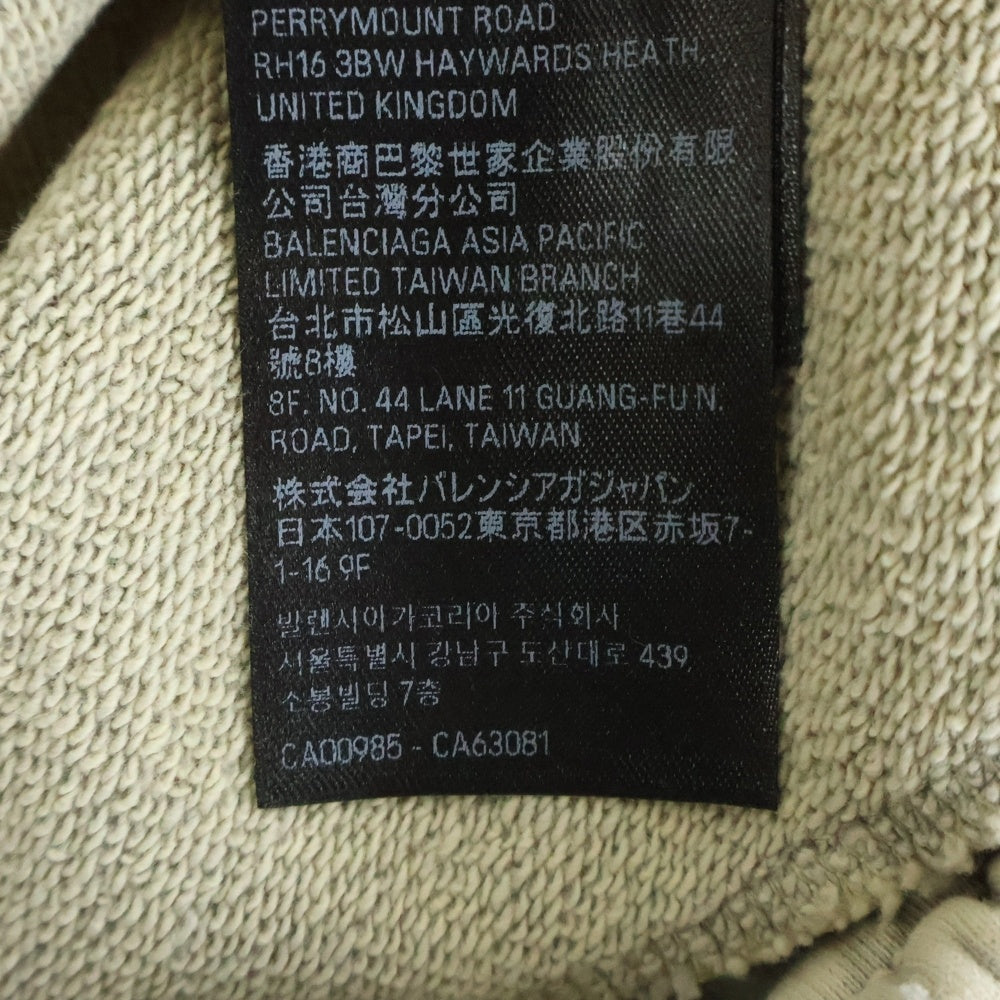 PERRYMOUNT ROAD
RH16 3BW HAYWARDS HEATH,
UNITED KINGDOM
香港商巴黎世家企業股份有限
公司台灣分公司
BALENCIAGA ASIA PACIFIC
LIMITED TAIWAN BRANCH
台北市松山區光復北路11巷44
號8樓
8F. NO. 44 LANE 11 GUANG-FU N.
ROAD, TAPEI, TAIWAN
株式会社バレンシアガジャパン
日本107-0052東京都港区赤坂7-
1-16 9F
발렌시아가코리아 주식회사
서울특별시 강남구 도산대로 439,
소봉빌딩 7층
CA00985 - CA63081